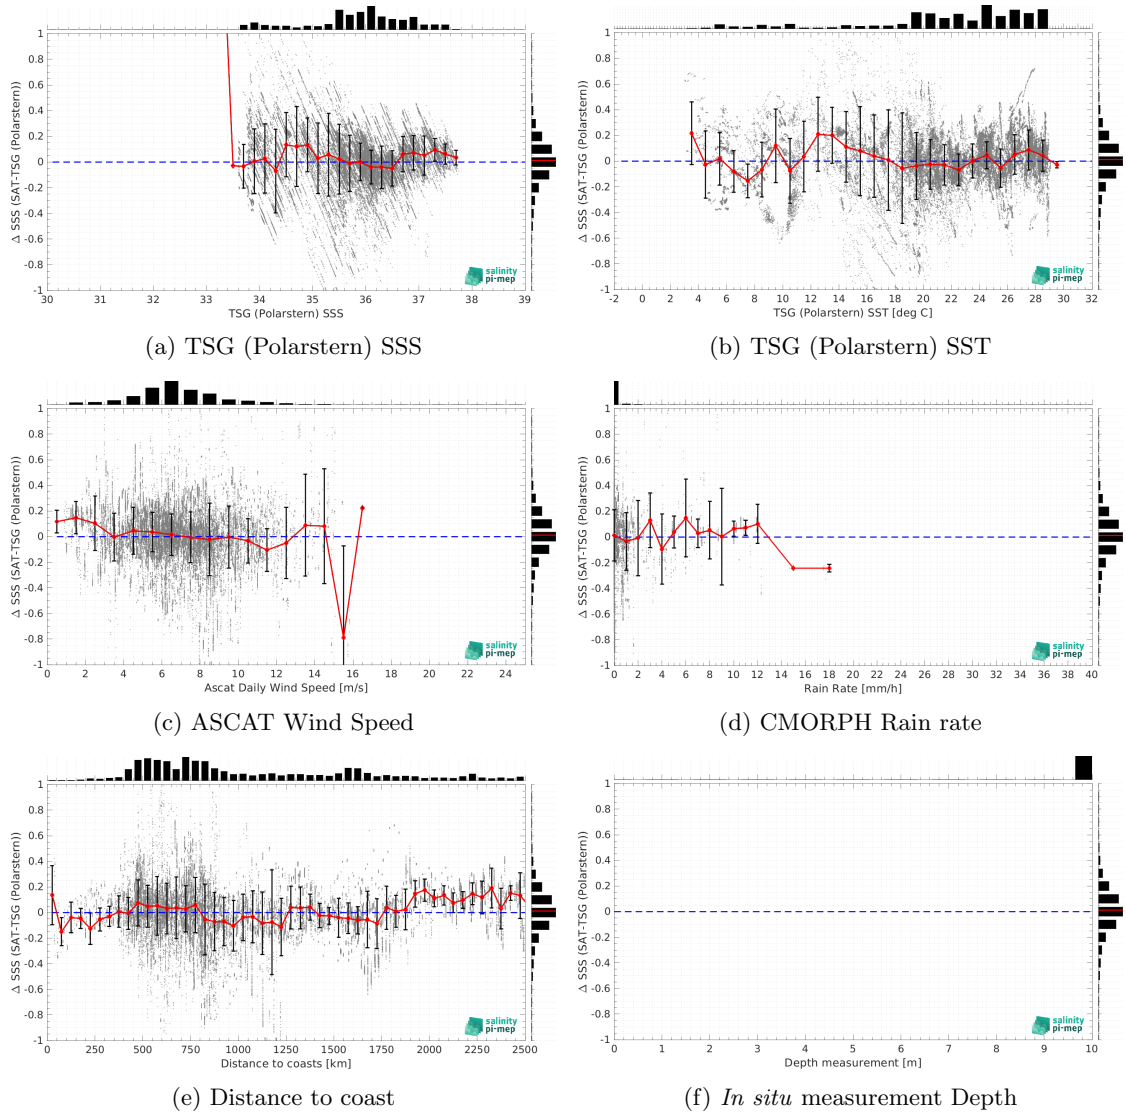 1
0.8
0.6
0.4
0.2
0
-0.2
-0.4
-0.6
-0.8
-1
Δ SSS (SAT-TSG (Polarstern))
30 31 32 33 34 35 36 37 38 39
TSG (Polarstern) SSS
salinity
pi-mep
(a) TSG (Polarstern) SSS
1
0.8
0.6
0.4
0.2
0
-0.2
-0.4
-0.6
-0.8
-1
Δ SSS (SAT-TSG (Polarstern))
-2 0 2 4 6 8 10 12 14 16 18 20 22 24 26 28 30 32
TSG (Polarstern) SST [deg C]
salinity
pi-mep
(b) TSG (Polarstern) SST
1
0.8
0.6
0.4
0.2
0
-0.2
-0.4
-0.6
-0.8
-1
Δ SSS (SAT-TSG (Polarstern))
0 2 4 6 8 10 12 14 16 18 20 22 24
Ascat Daily Wind Speed [m/s]
salinity
pi-mep
(c) ASCAT Wind Speed
1
0.8
0.6
0.4
0.2
0
-0.2
-0.4
-0.6
-0.8
-1
Δ SSS (SAT-TSG (Polarstern))
0 2 4 6 8 10 12 14 16 18 20 22 24 26 28 30 32 34 36 38 40
Rain Rate [mm/h]
salinity
pi-mep
(d) CMORPH Rain rate
1
0.8
0.6
0.4
0.2
0
-0.2
-0.4
-0.6
-0.8
-1
Δ SSS (SAT-TSG (Polarstern))
0 250 500 750 1000 1250 1500 1750 2000 2250 2500
Distance to coasts [km]
salinity
pi-mep
(e) Distance to coast
1
0.8
0.6
0.4
0.2
0
-0.2
-0.4
-0.6
-0.8
-1
Δ SSS (SAT-TSG (Polarstern))
0 1 2 3 4 5 6 7 8 9 10
Depth measurement [m]
salinity
pi-mep
(f) In situ measurement Depth